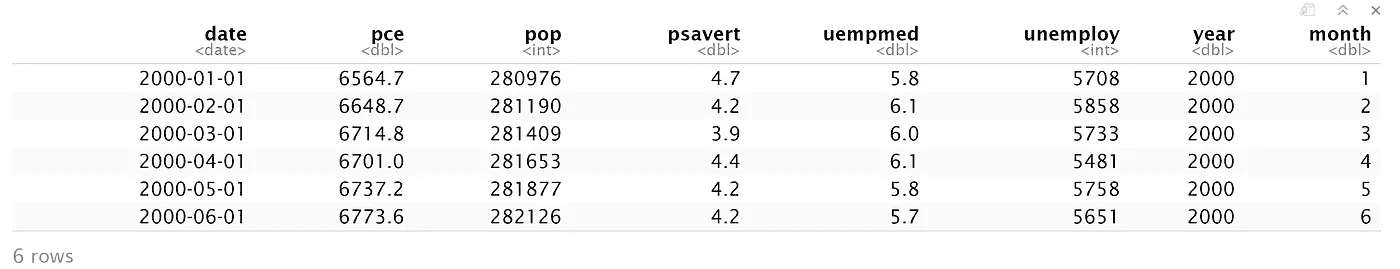 date pce pop psavert uempmed unemploy year month
<date> <dbl> <int> <dbl> <dbl> <int> <dbl> <dbl>
2000-01-01 6564.7 280976 4.7 5.8 5708 2000 1
2000-02-01 6648.7 281190 4.2 6.1 5858 2000 2
2000-03-01 6714.8 281409 3.9 6.0 5733 2000 3
2000-04-01 6701.0 281653 4.4 6.1 5481 2000 4
2000-05-01 6737.2 281877 4.2 5.8 5758 2000 5
2000-06-01 6773.6 282126 4.2 5.7 5651 2000 6
6 rows